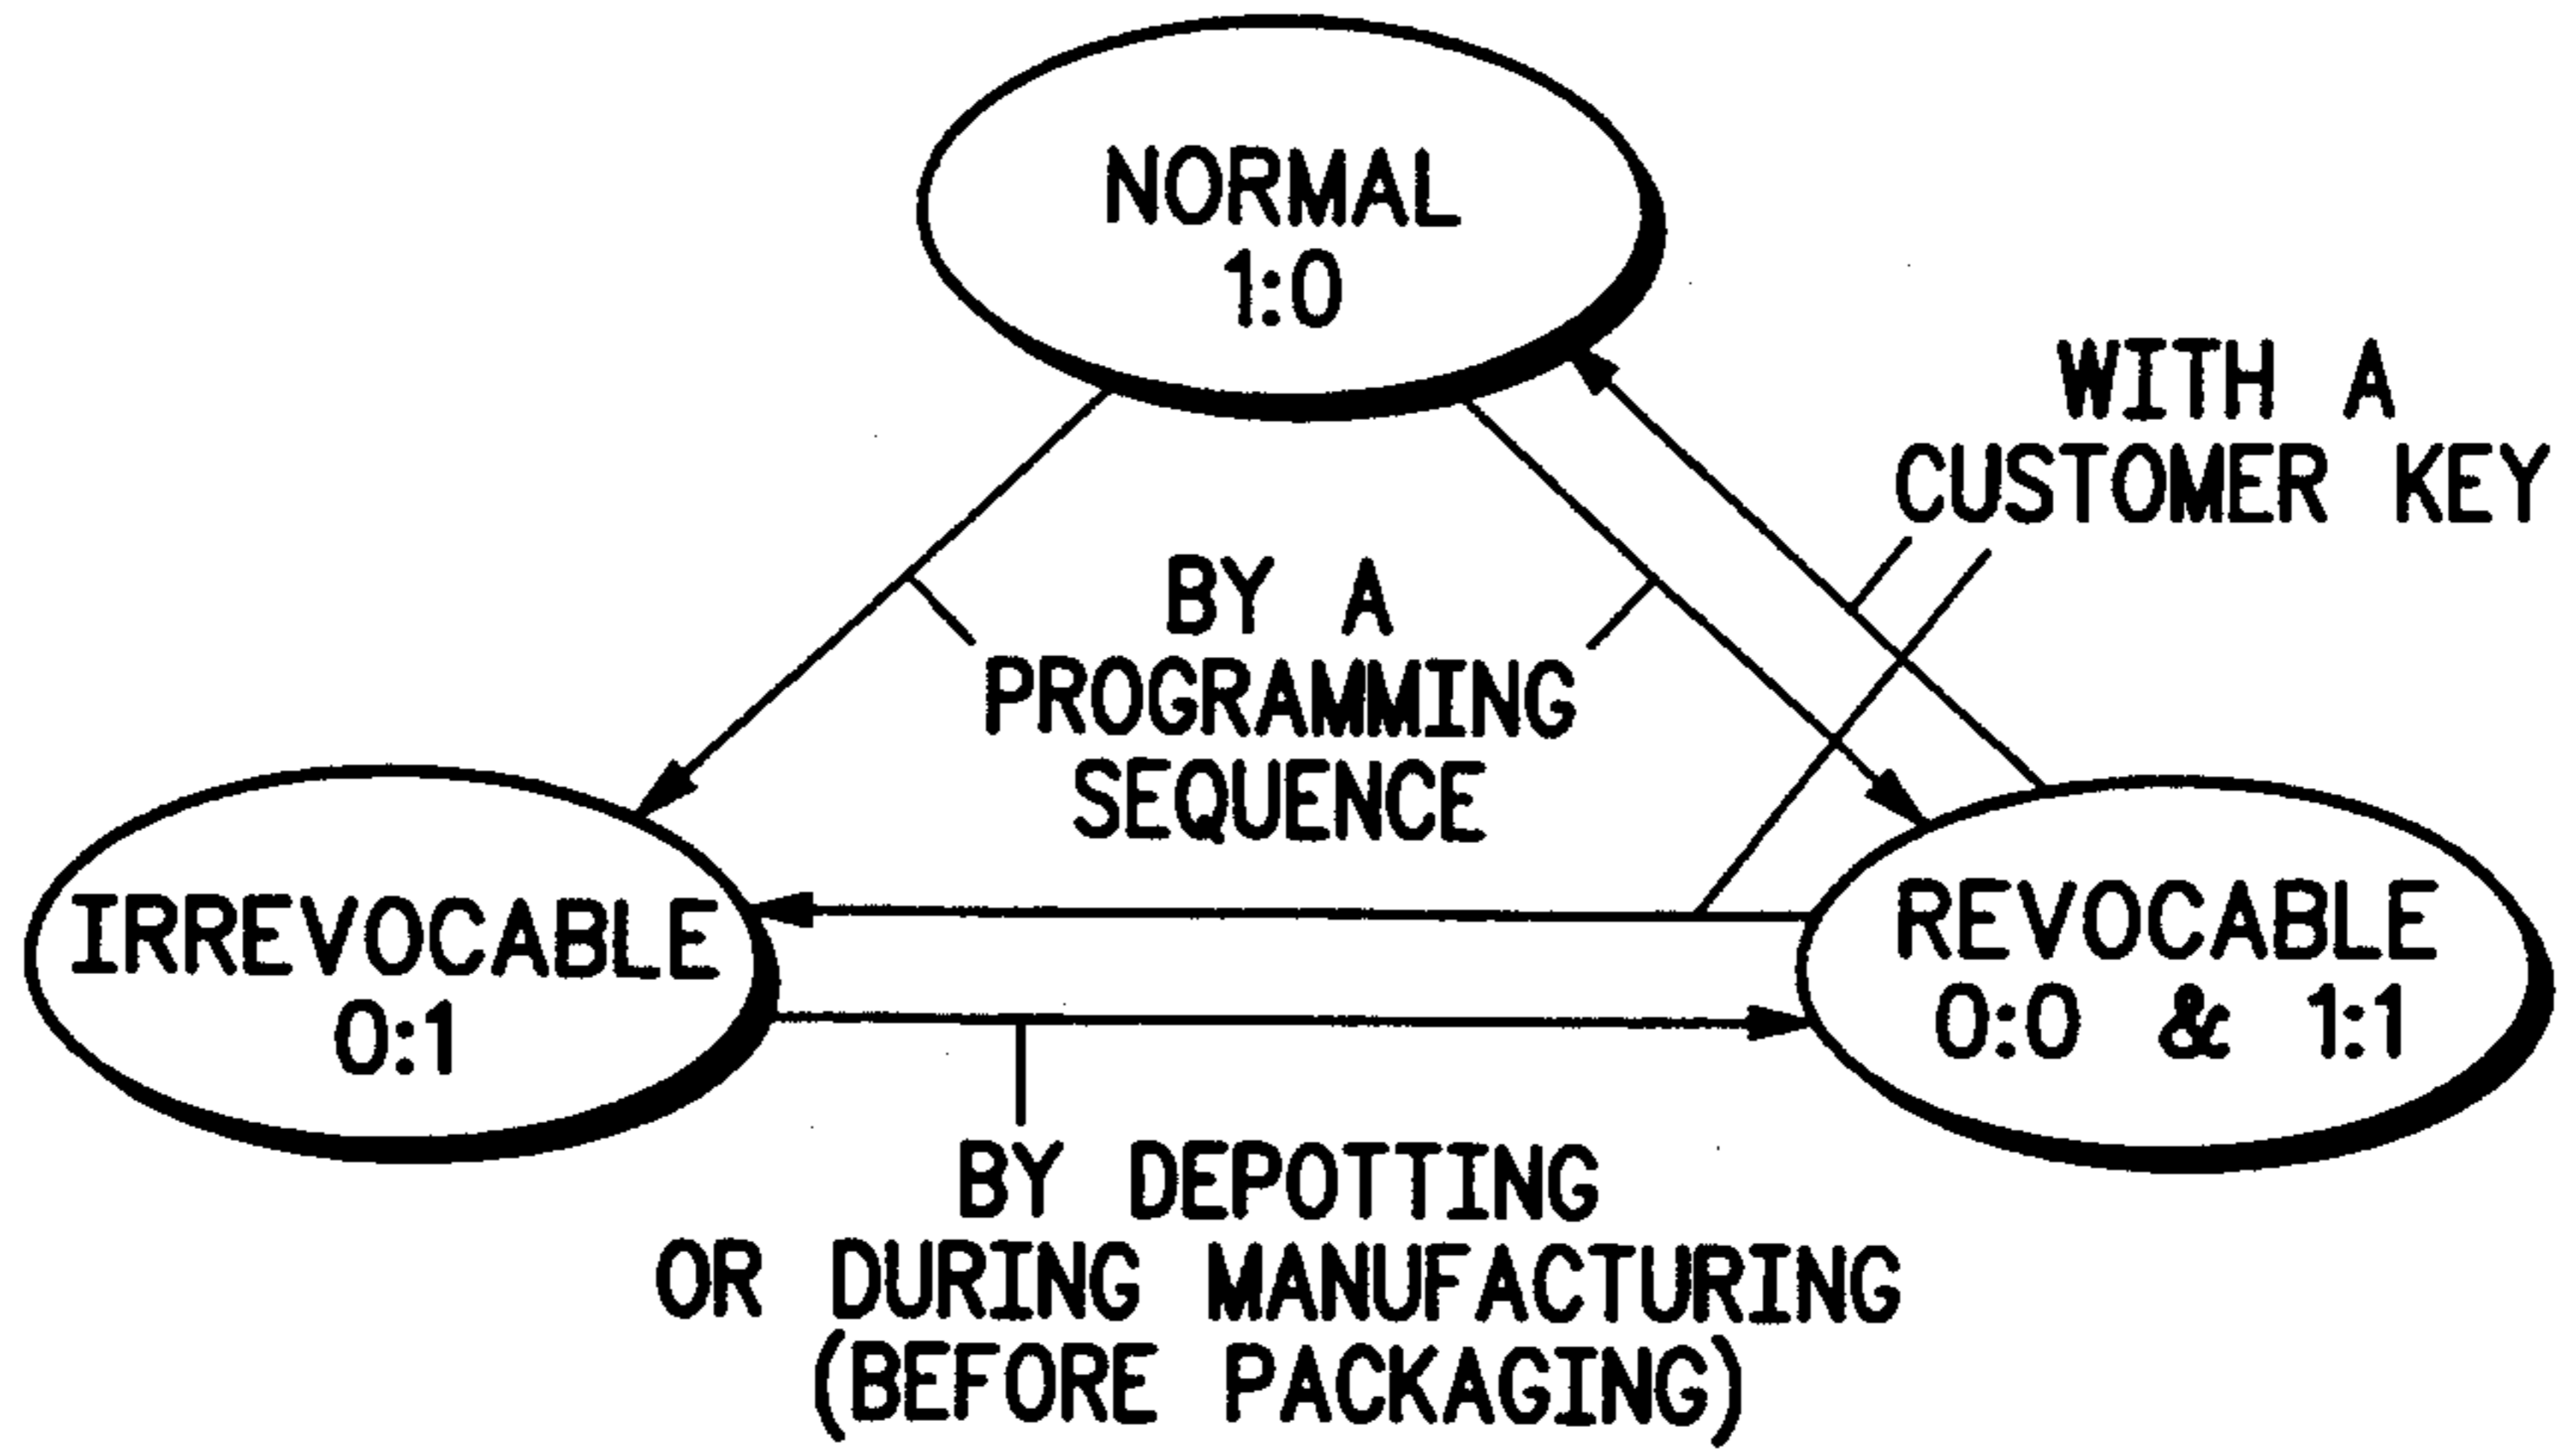 NORMAL
1:0
WITH A
CUSTOMER KEY
BY A
PROGRAMMING
SEQUENCE
IRREVOCABLE
0:1
REVOCABLE
0:0 & 1:1
BY DEPOTTING
OR DURING MANUFACTURING
(BEFORE PACKAGING)